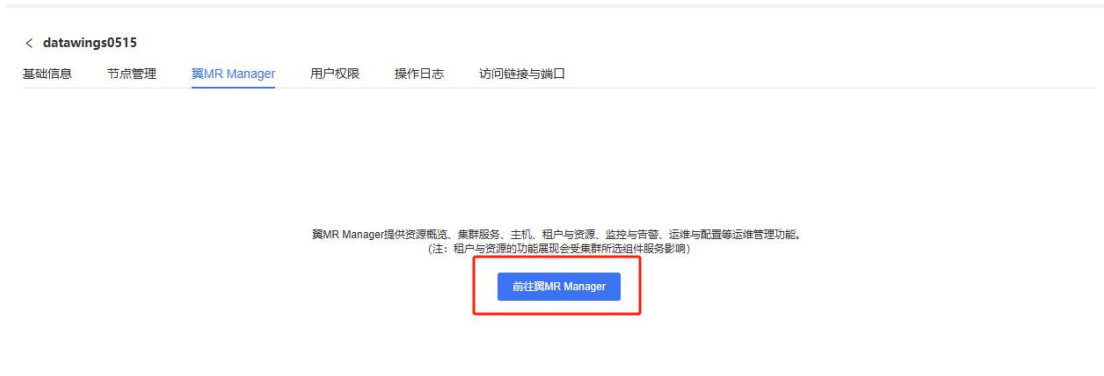 < datawings0515
基础信息 节点管理 翼MR Manager 用户权限 操作日志 访问链接与端口
翼MR Manager提供资源概览、集群服务、主机、租户与资源、监控与告警、运维与配置等运维管理功能。
(注：租户与资源的功能展现会受集群所选组件服务影响)
前往翼MR Manager